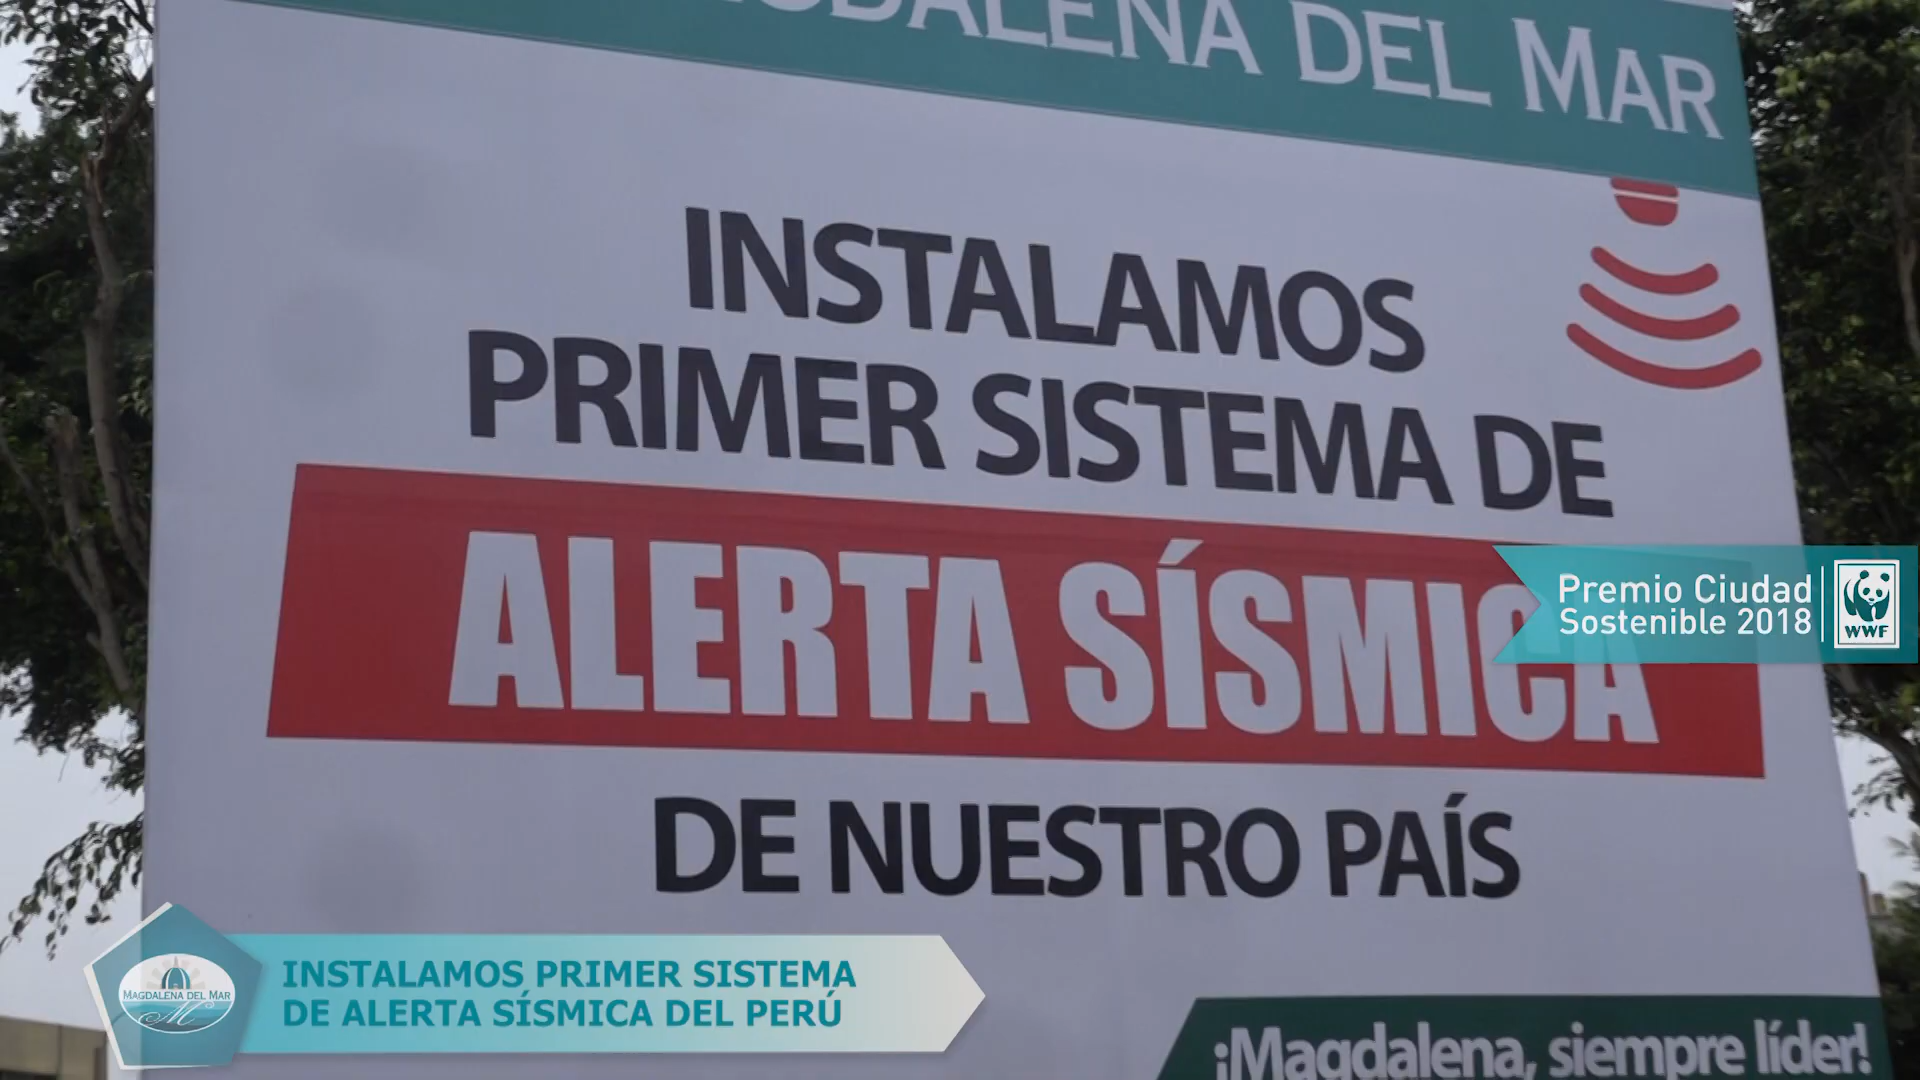 DALENA DEL MAR
INSTALAMOS
PRIMER SISTEMA DE
ALERTA SÍSMICA
DE NUESTRO PAÍS
Premio Ciudad
Sostenible 2018
WWF
INSTALAMOS PRIMER SISTEMA
DE ALERTA SÍSMICA DEL PERÚ
MAGDALENA DEL MAR
M
¡Magdalena, siempre líder!